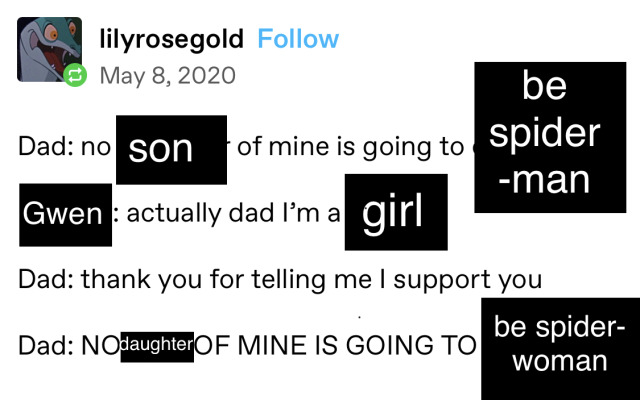 lilyrosegold Follow
May 8, 2020
Dad: no son of mine is going to be spider-man
Gwen : actually dad I'm a girl
Dad: thank you for telling me I support you
Dad: NO daughter OF MINE IS GOING TO be spider-woman